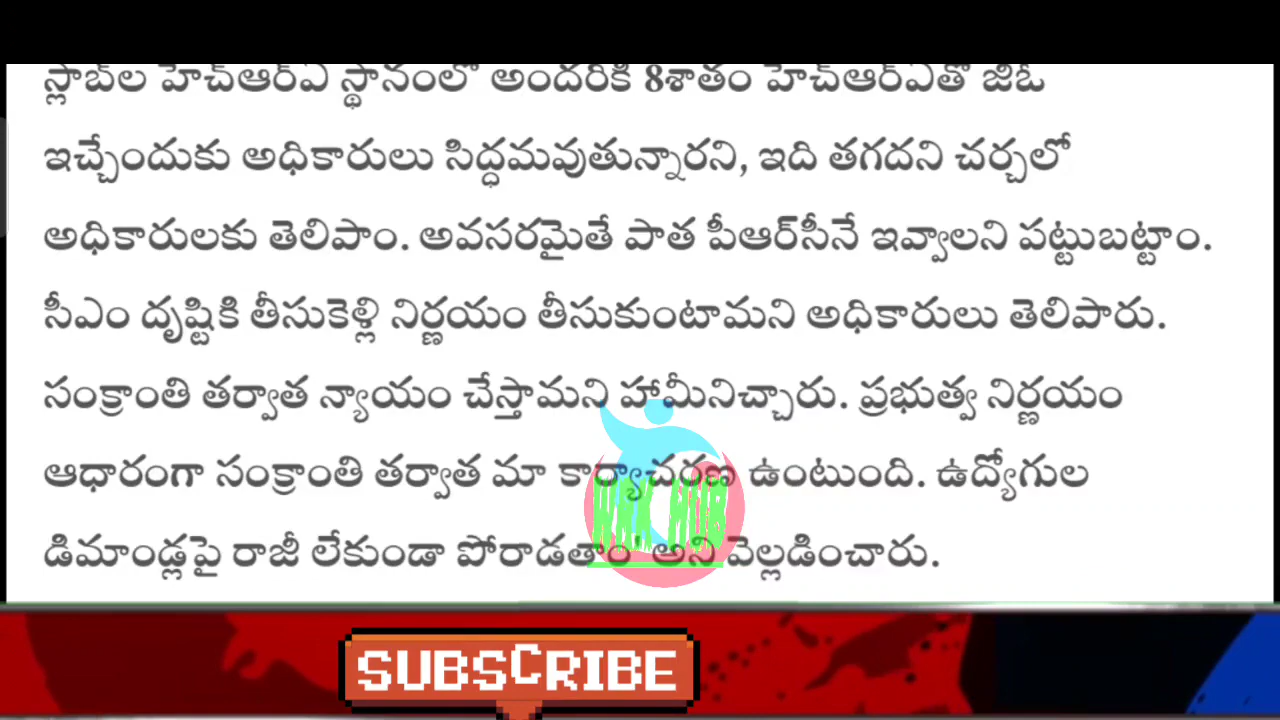 స్లాబ్‌ల హెచ్‌ఆర్‌ఏ స్థానంలో అందరికీ 8శాతం హెచ్‌ఆర్‌ఏతో జీఓ
ఇచ్చేందుకు అధికారులు సిద్ధమవుతున్నారని, ఇది తగదని చర్చలో
అధికారులకు తెలిపాం. అవసరమైతే పాత పీఆర్‌సీనే ఇవ్వాలని పట్టుబట్టాం.
సీఎం దృష్టికి తీసుకెళ్లి నిర్ణయం తీసుకుంటామని అధికారులు తెలిపారు.
సంక్రాంతి తర్వాత న్యాయం చేస్తామని హామీనిచ్చారు. ప్రభుత్వ నిర్ణయం
ఆధారంగా సంక్రాంతి తర్వాత మా కార్యాచరణ ఉంటుంది. ఉద్యోగుల
డిమాండ్లపై రాజీ లేకుండా పోరాడతాం' అని వెల్లడించారు.
SUBSCRIBE